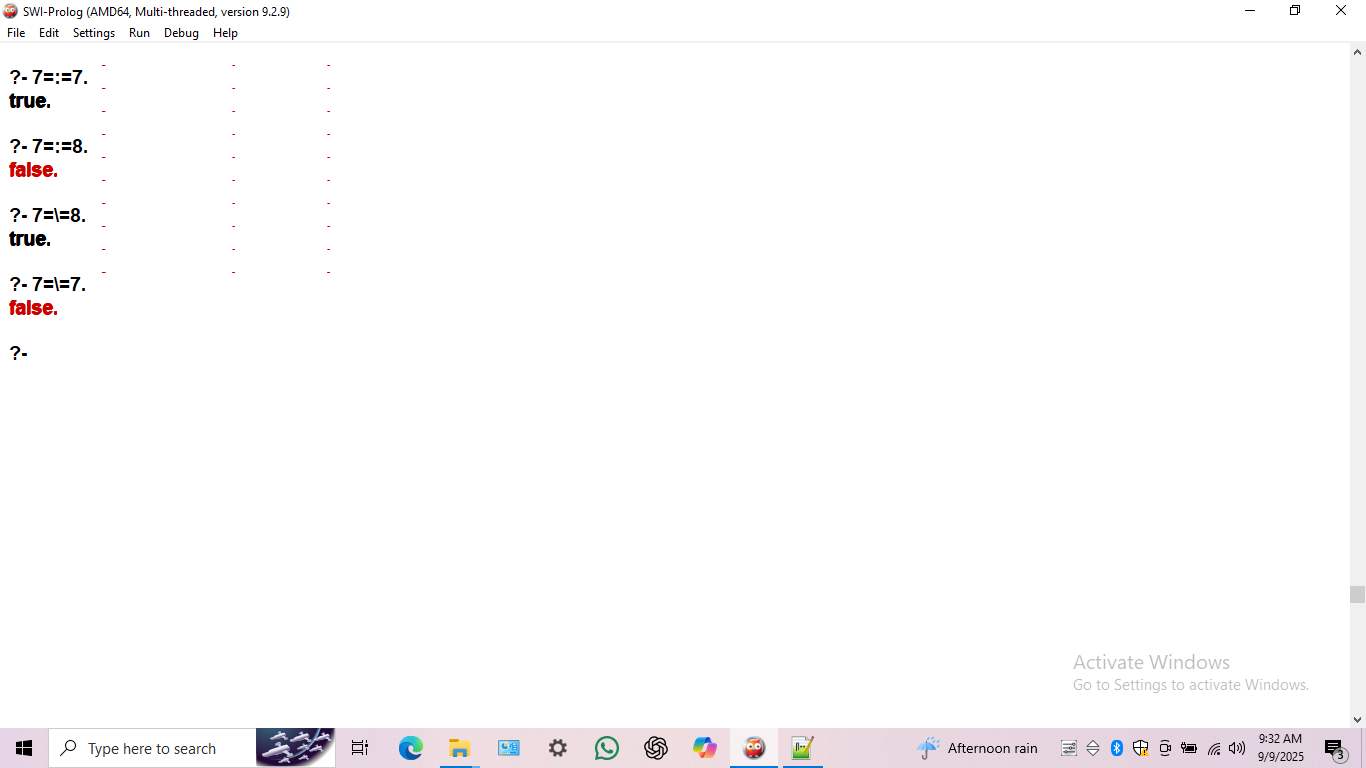 SWI-Prolog (AMD64, Multi-threaded, version 9.2.9)
File Edit Settings Run Debug Help
?- 7=:=7.
true.
?- 7=:=8.
false.
?- 7=\=8.
true.
?- 7=\=7.
false.
?-
Activate Windows
Go to Settings to activate Windows.
Type here to search
Afternoon rain
9:32 AM
9/9/2025
3